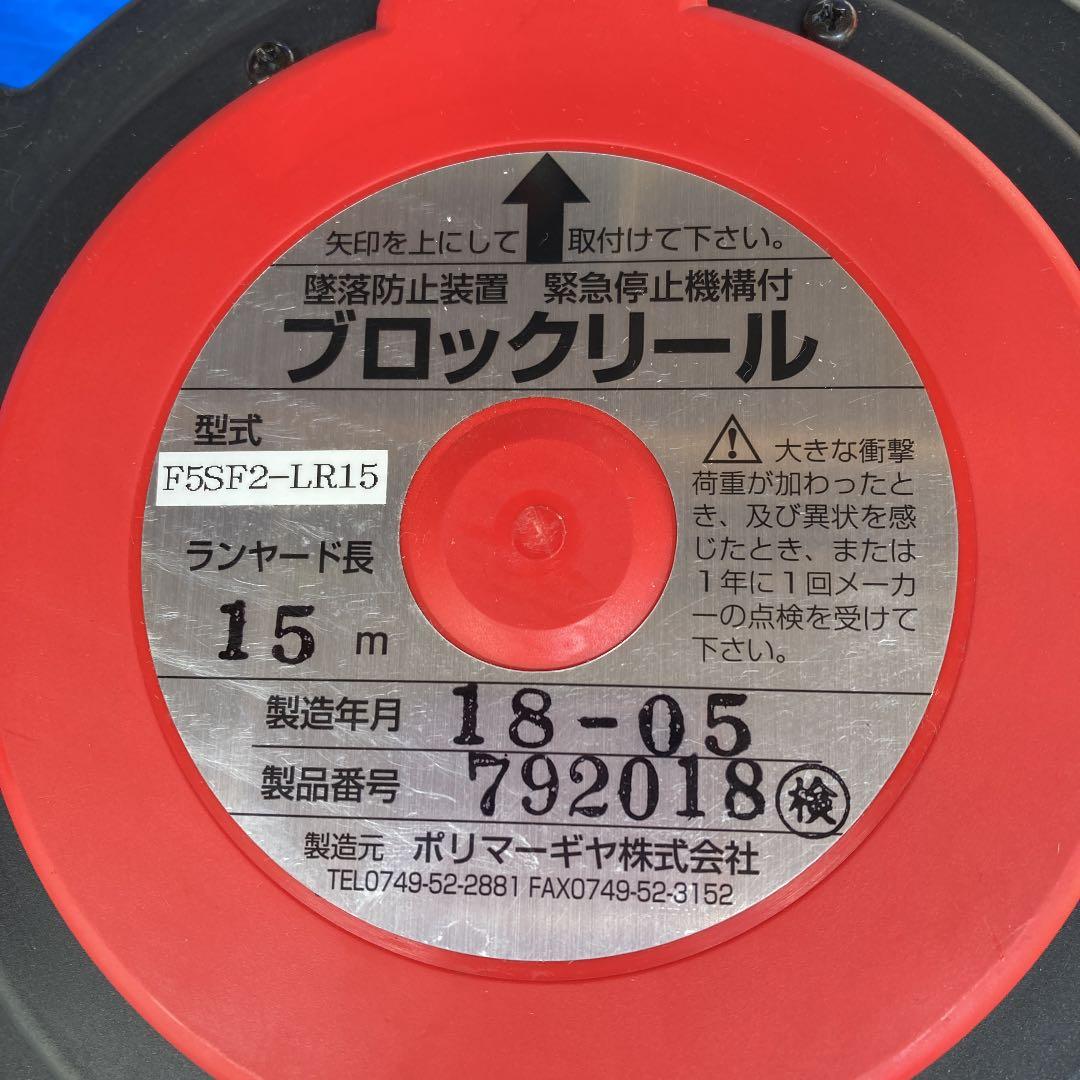 矢印を上にして 取付けて下さい。
墜落防止装置 緊急停止機構付
ブロックリール
型式
F5SF2-LR15
ランヤード長
15 m
⚠ 大きな衝撃
荷重が加わったと
き、及び異状を感
じたとき、または
1年に1回メーカ
ーの点検を受けて
下さい。
製造年月 18-05
製品番号 792018 検
製造元 ポリマーギヤ株式会社
TEL0749-52-2881 FAX0749-52-3152